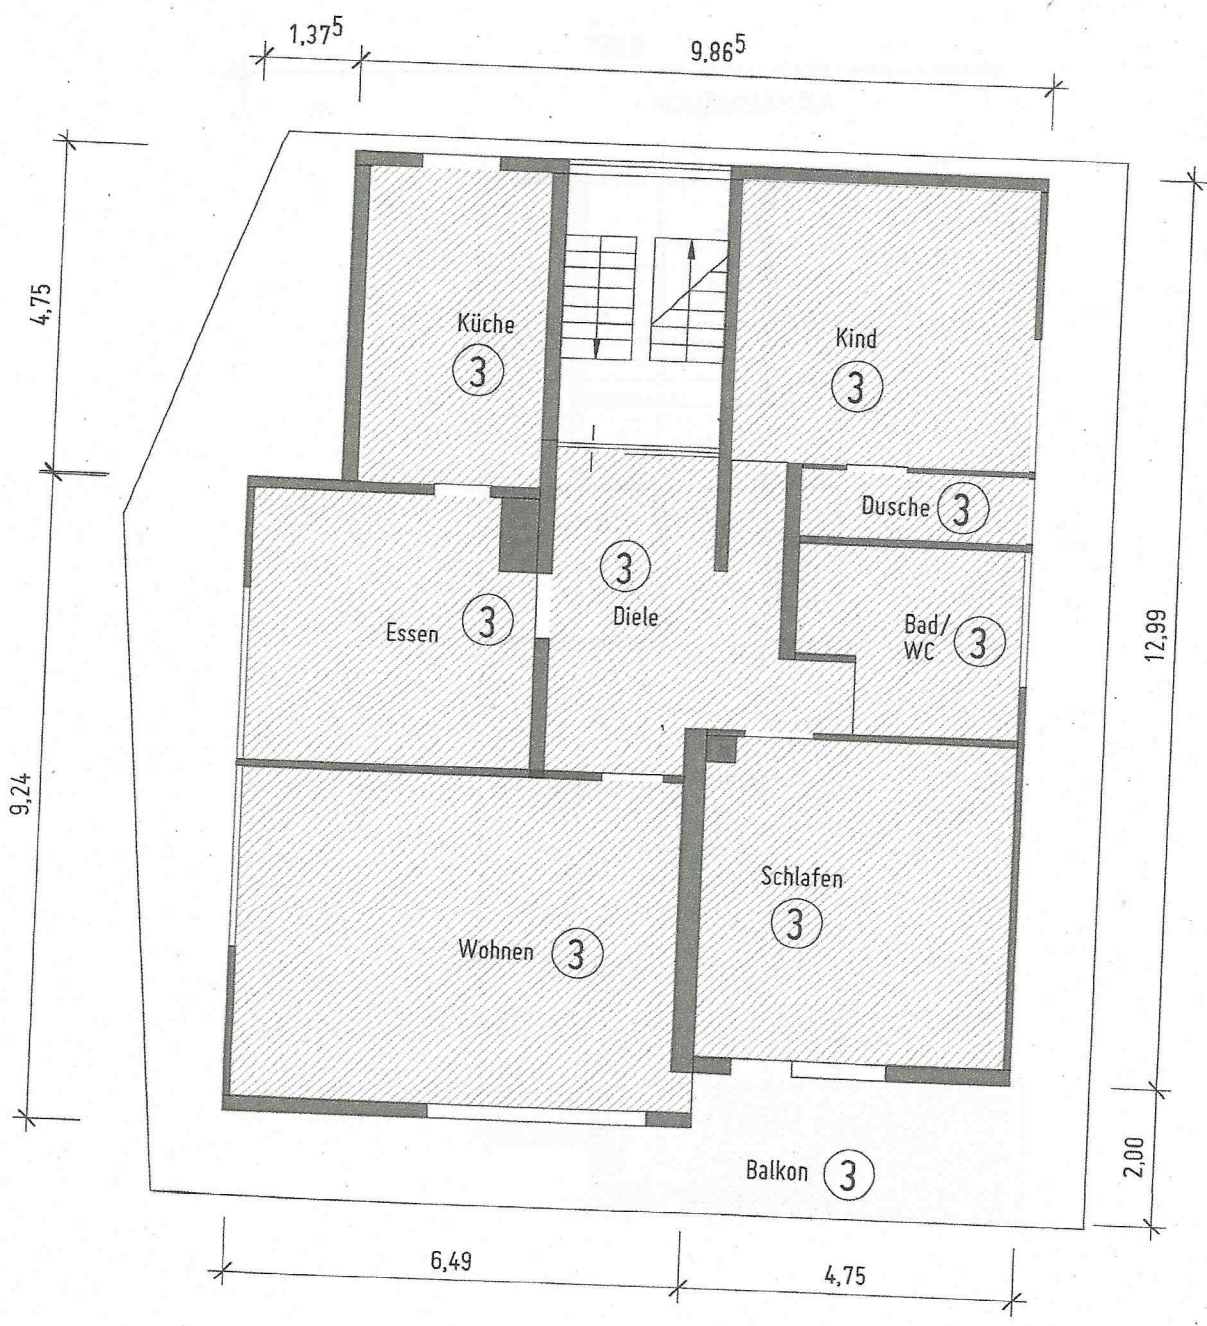 1,37⁵
9,86⁵
4,75
Küche
3
Kind
3
Dusche 3
3
Diele
Essen 3
Bad/
WC 3
12,99
9,24
Schlafen
3
Wohnen 3
Balkon 3
2,00
6,49
4,75